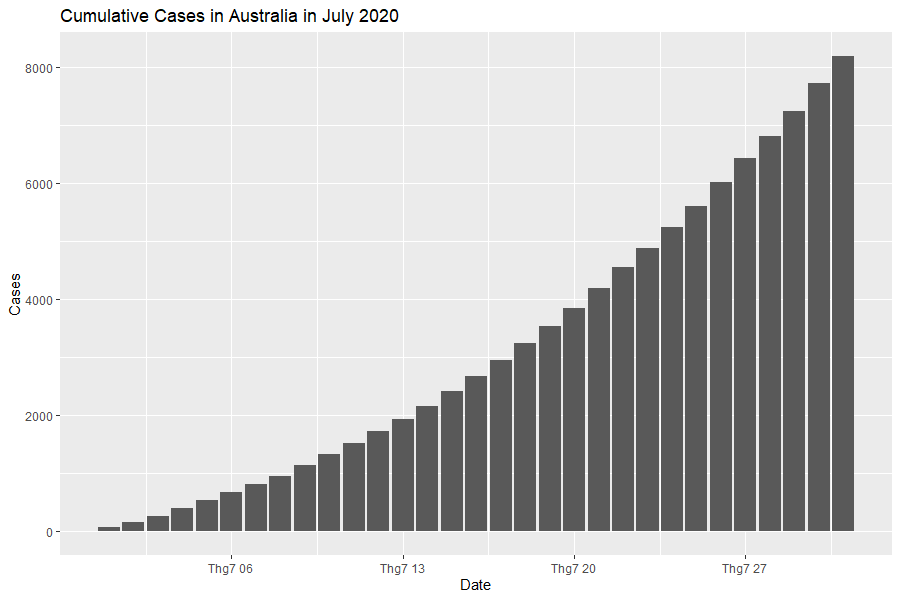 Cumulative Cases in Australia in July 2020
8000
6000
4000
2000
0
Cases
Thg7 06
Thg7 13
Thg7 20
Thg7 27
Date